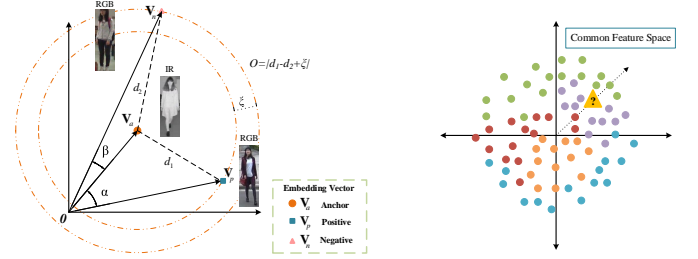 RGB
V_n
O=|d_1-d_2+ξ|
d_2
IR
ξ
V_a
RGB
β
d_1
V_p
α
0
Embedding Vector
V_a Anchor
V_p Positive
V_n Negative
Common Feature Space
?